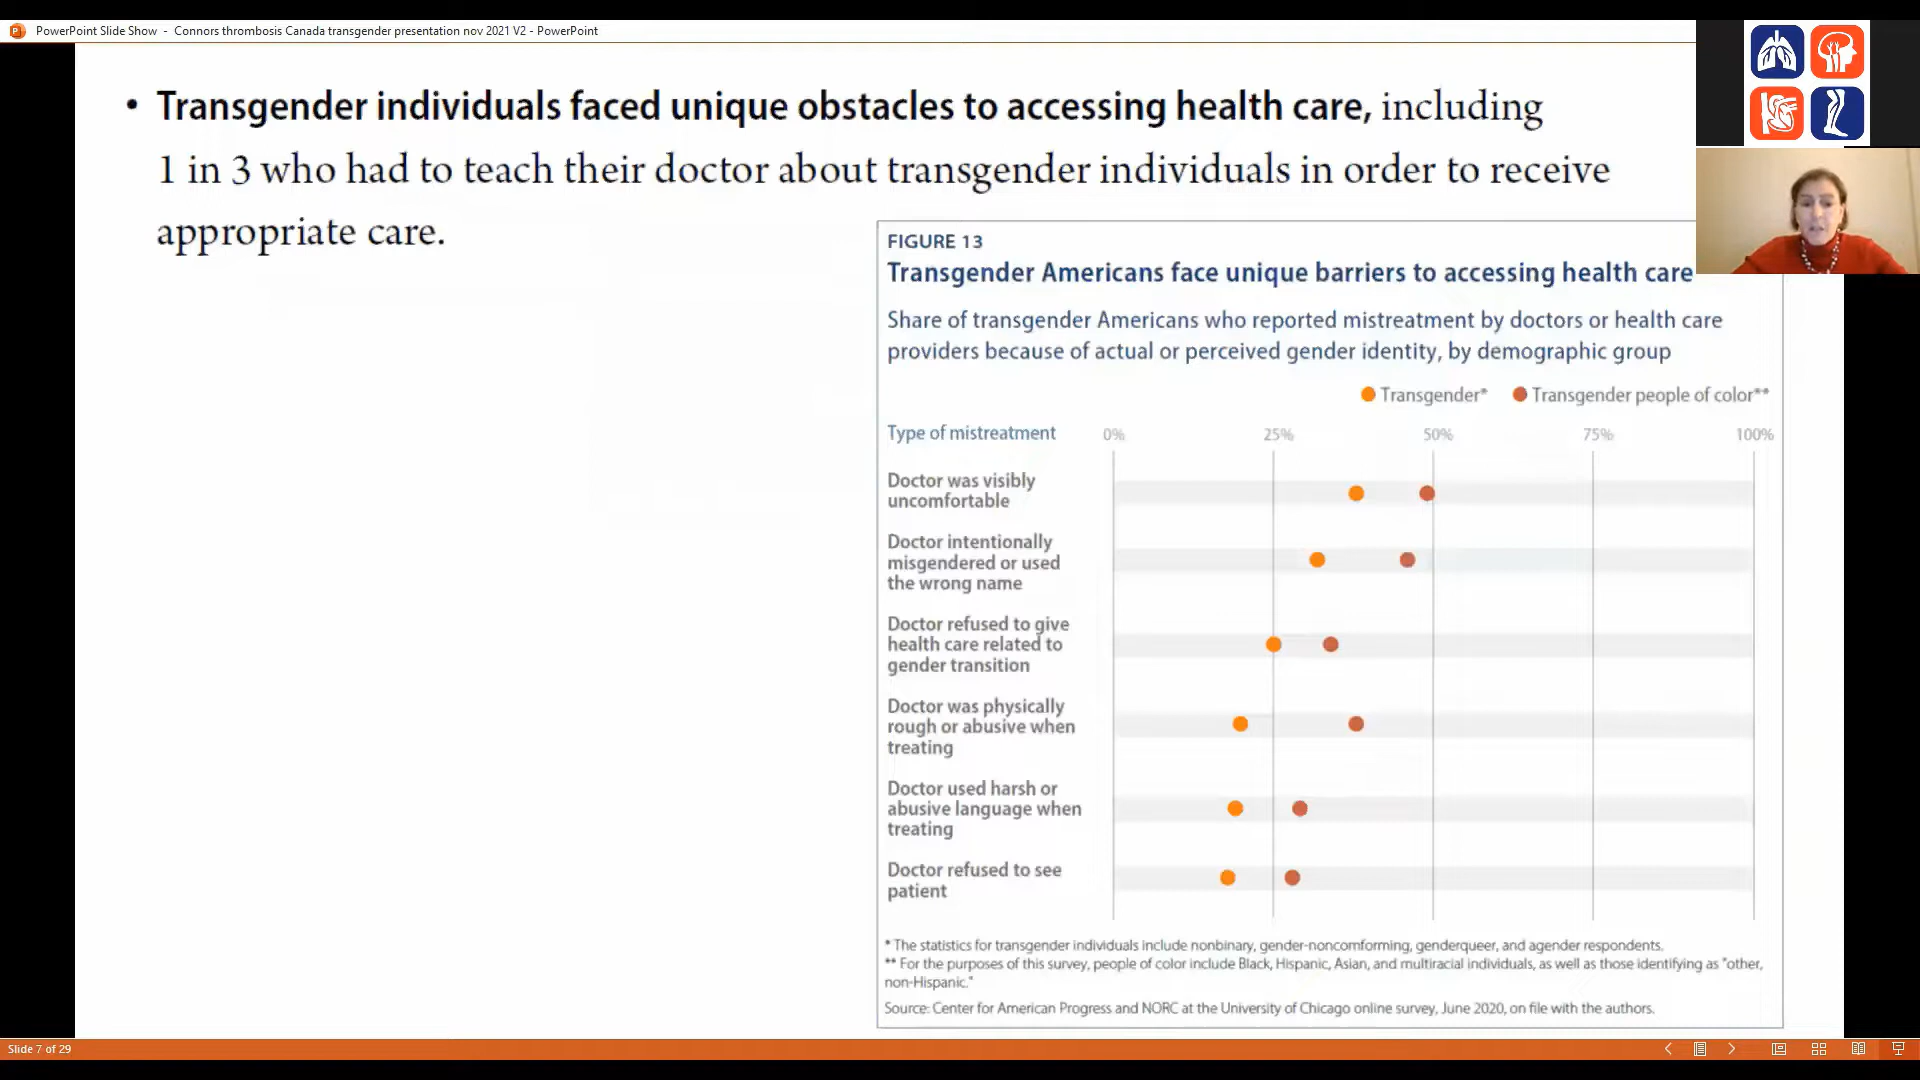 PowerPoint Slide Show - Connors thrombosis Canada transgender presentation nov 2021 V2 - PowerPoint
• Transgender individuals faced unique obstacles to accessing health care, including
1 in 3 who had to teach their doctor about transgender individuals in order to receive
appropriate care.
FIGURE 13
Transgender Americans face unique barriers to accessing health care
Share of transgender Americans who reported mistreatment by doctors or health care
providers because of actual or perceived gender identity, by demographic group
Transgender* Transgender people of color**
Type of mistreatment 0% 25% 50% 75% 100%
Doctor was visibly
uncomfortable
Doctor intentionally
misgendered or used
the wrong name
Doctor refused to give
health care related to
gender transition
Doctor was physically
rough or abusive when
treating
Doctor used harsh or
abusive language when
treating
Doctor refused to see
patient
* The statistics for transgender individuals include nonbinary, gender-noncomforming, genderqueer, and agender respondents.
** For the purposes of this survey, people of color include Black, Hispanic, Asian, and multiracial individuals, as well as those identifying as "other,
non-Hispanic."
Source: Center for American Progress and NORC at the University of Chicago online survey, June 2020, on file with the authors.
Slide 7 of 29